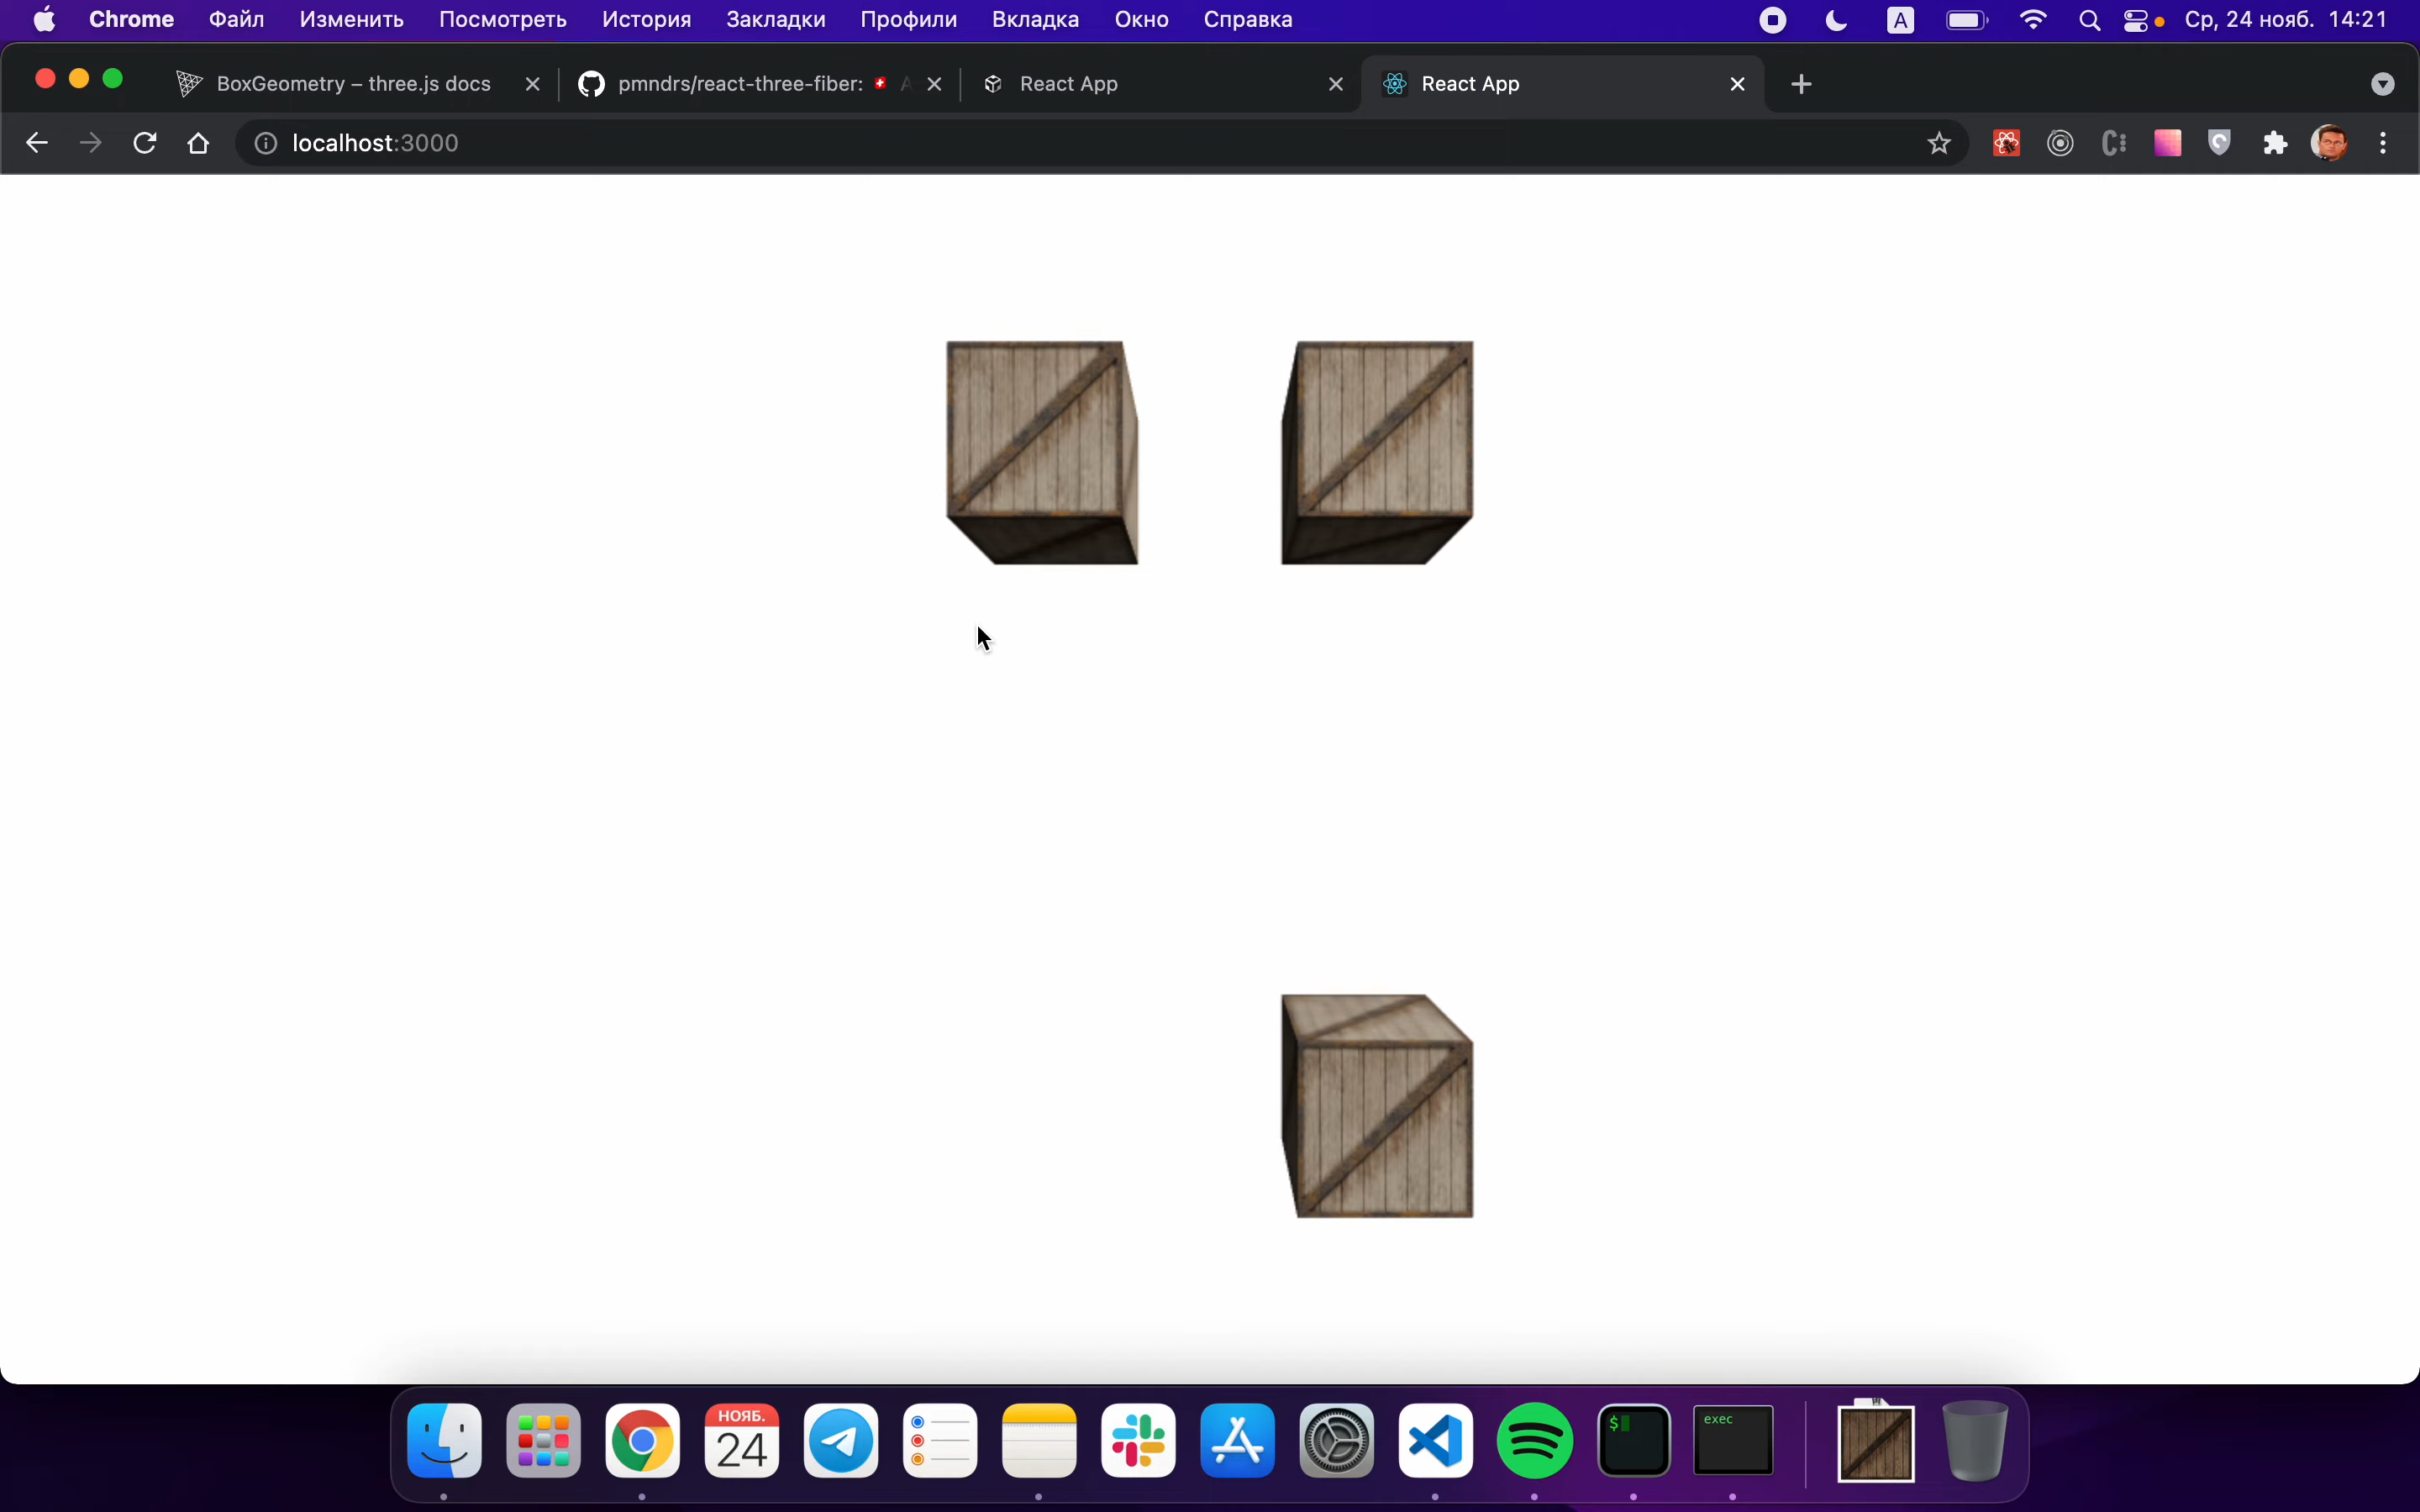 Chrome Файл Изменить Посмотреть История Закладки Профили Вкладка Окно Справка A Ср, 24 нояб. 14:21
BoxGeometry – three.js docs pmndrs/react-three-fiber: A React App React App
localhost:3000
НОЯБ.
24
$
exec